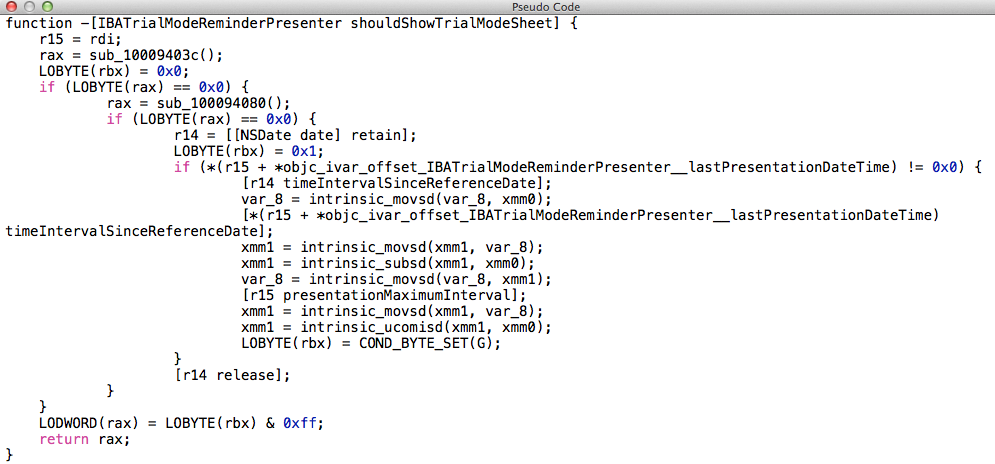 Pseudo Code
function -[IBATrialModeReminderPresenter shouldShowTrialModeSheet] {
    r15 = rdi;
    rax = sub_10009403c();
    LOBYTE(rbx) = 0x0;
    if (LOBYTE(rax) == 0x0) {
            rax = sub_100094080();
            if (LOBYTE(rax) == 0x0) {
                    r14 = [[NSDate date] retain];
                    LOBYTE(rbx) = 0x1;
                    if (*(r15 + *objc_ivar_offset_IBATrialModeReminderPresenter__lastPresentationDateTime) != 0x0) {
                            [r14 timeIntervalSinceReferenceDate];
                            var_8 = intrinsic_movsd(var_8, xmm0);
                            [*(r15 + *objc_ivar_offset_IBATrialModeReminderPresenter__lastPresentationDateTime)
timeIntervalSinceReferenceDate];
                            xmm1 = intrinsic_movsd(xmm1, var_8);
                            xmm1 = intrinsic_subsd(xmm1, xmm0);
                            var_8 = intrinsic_movsd(var_8, xmm1);
                            [r15 presentationMaximumInterval];
                            xmm1 = intrinsic_movsd(xmm1, var_8);
                            xmm1 = intrinsic_ucomisd(xmm1, xmm0);
                            LOBYTE(rbx) = COND_BYTE_SET(G);
                    }
                    [r14 release];
            }
    }
    LODWORD(rax) = LOBYTE(rbx) & 0xff;
    return rax;
}